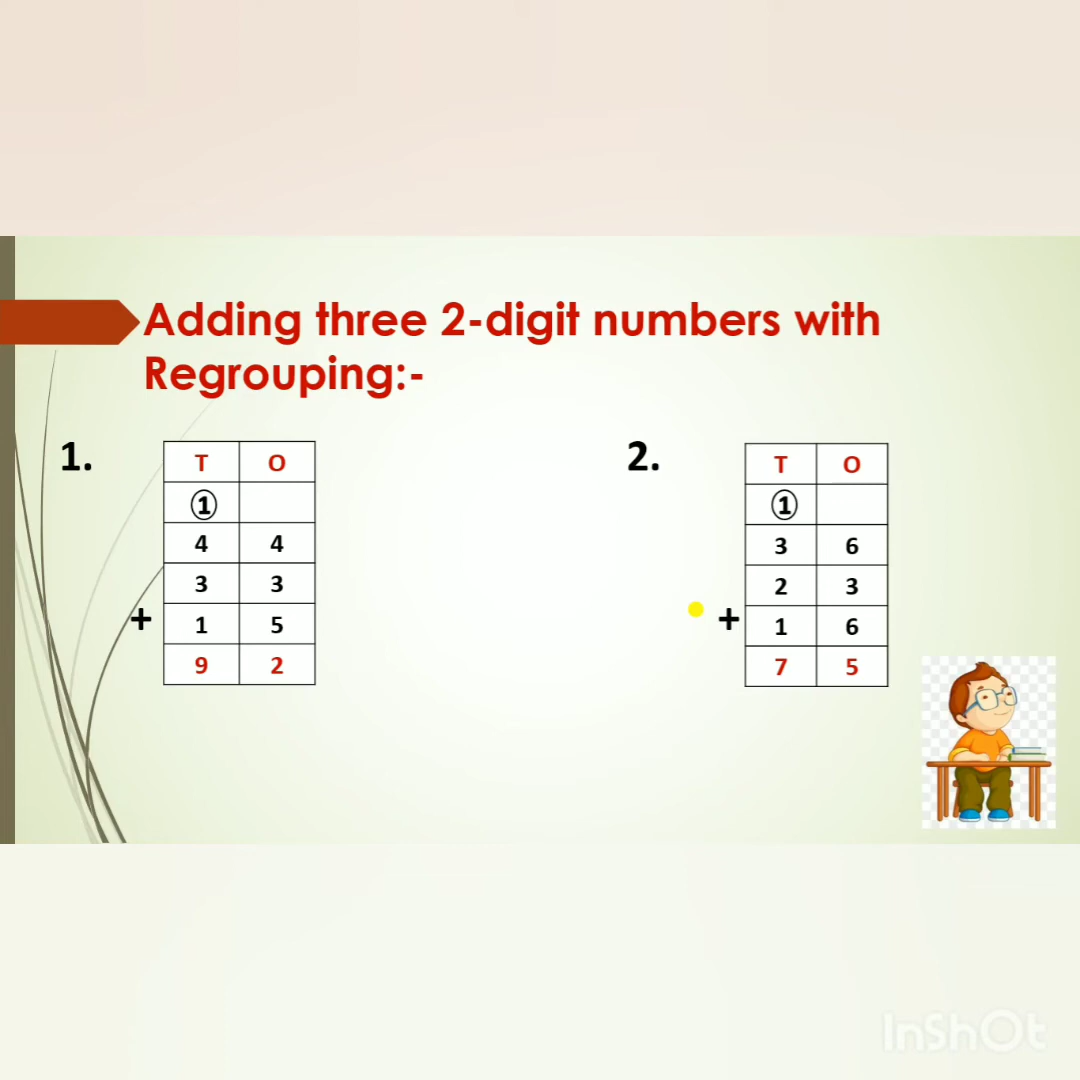 Adding three 2-digit numbers with
Regrouping:-
1.
T O
1
4 4
3 3
+ 1 5
9 2
2.
T O
1
3 6
2 3
+ 1 6
7 5
InShOt